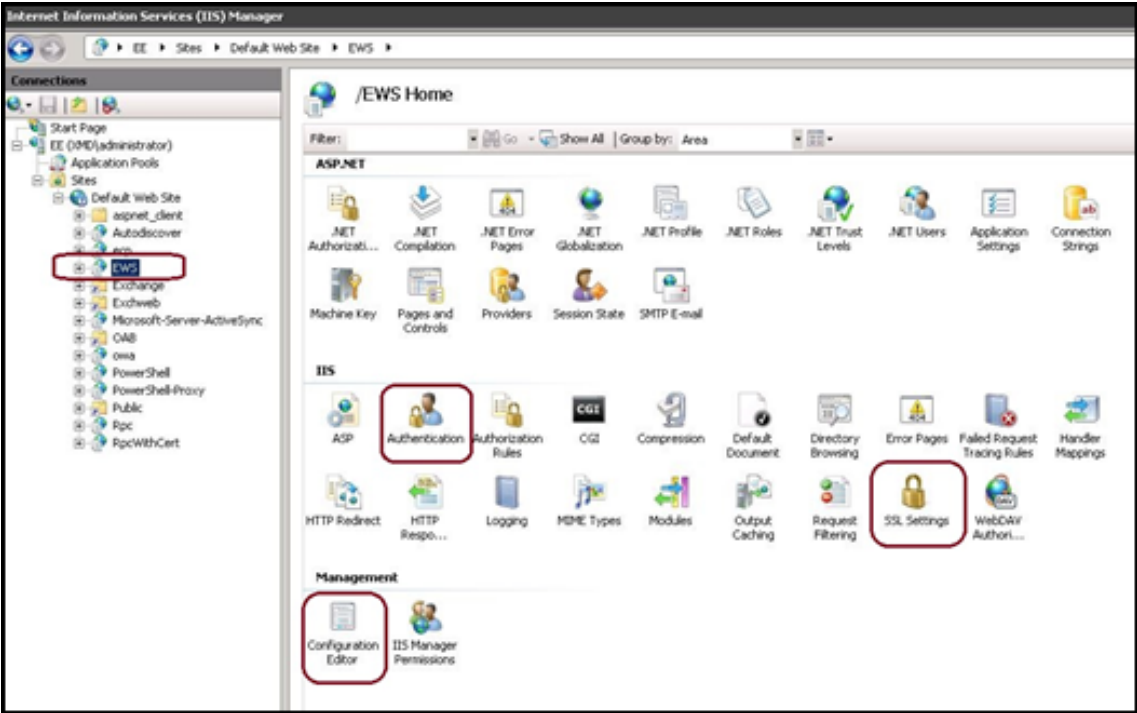 Internet Information Services (IIS) Manager
EE Sites Default Web Site EWS
Connections
Start Page
EE (XMD\administrator)
Application Pools
Sites
Default Web Site
aspnet_client
Autodiscover
ecp
EWS
Exchange
Exchweb
Microsoft-Server-ActiveSync
OAB
owa
PowerShell
PowerShell-Proxy
Public
Rpc
RpcWithCert
/EWS Home
Filter: Go Show All Group by: Area
ASP.NET
.NET Authorizati...
.NET Compilation
.NET Error Pages
.NET Globalization
.NET Profile
.NET Roles
.NET Trust Levels
.NET Users
Application Settings
Connection Strings
Machine Key
Pages and Controls
Providers
Session State
SMTP E-mail
IIS
ASP
Authentication
Authorization Rules
CGI
CGI
Compression
Default Document
Directory Browsing
Error Pages
Failed Request Tracing Rules
Handler Mappings
HTTP Redirect
HTTP Respo...
Logging
MIME Types
Modules
Output Caching
Request Filtering
SSL Settings
WebDAV Authori...
Management
Configuration Editor
IIS Manager Permissions